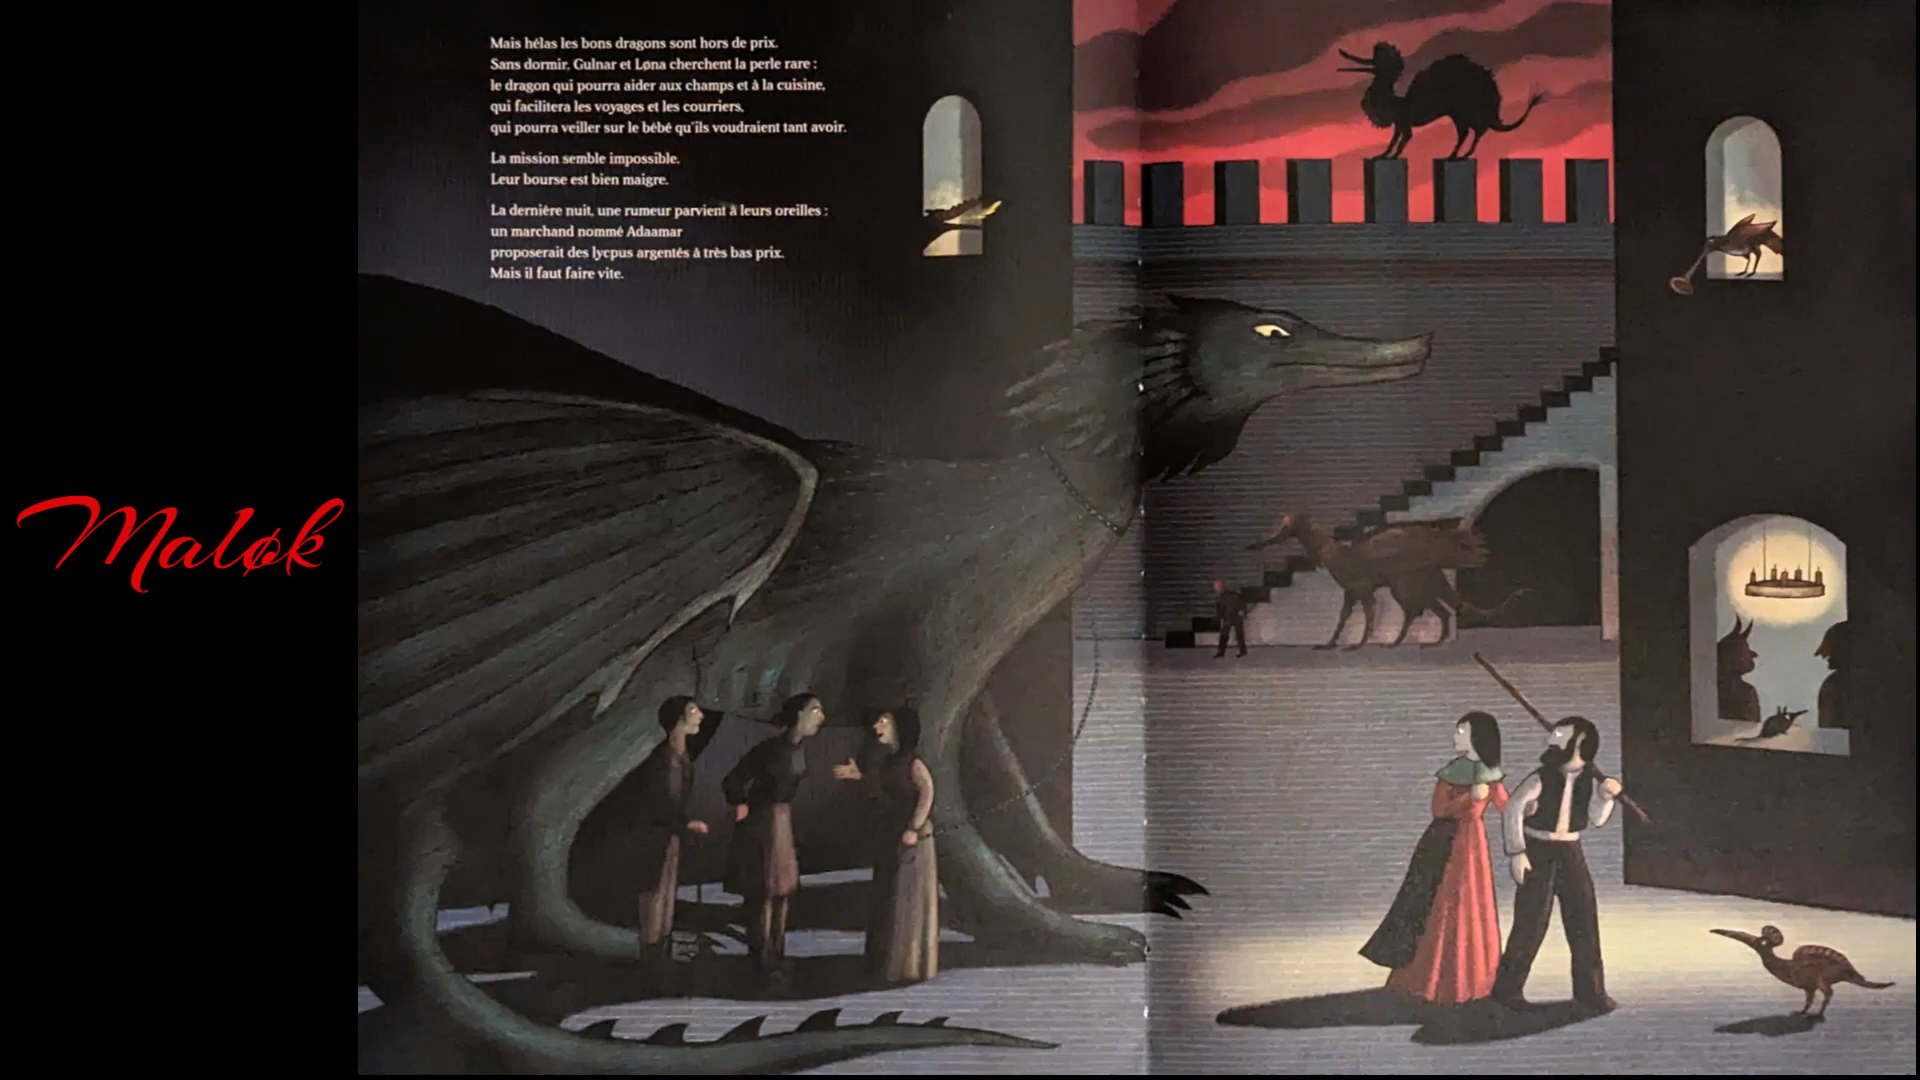 Mais hélas les bons dragons sont hors de prix.
Sans dormir, Gulnar et Løna cherchent la perle rare :
le dragon qui pourra aider aux champs et à la cuisine,
qui facilitera les voyages et les courriers,
qui pourra veiller sur le bébé qu'ils voudraient tant avoir.
La mission semble impossible.
Leur bourse est bien maigre.
La dernière nuit, une rumeur parvient à leurs oreilles :
un marchand nommé Adaamar
proposerait des lycpus argentés à très bas prix.
Mais il faut faire vite.
Maløk